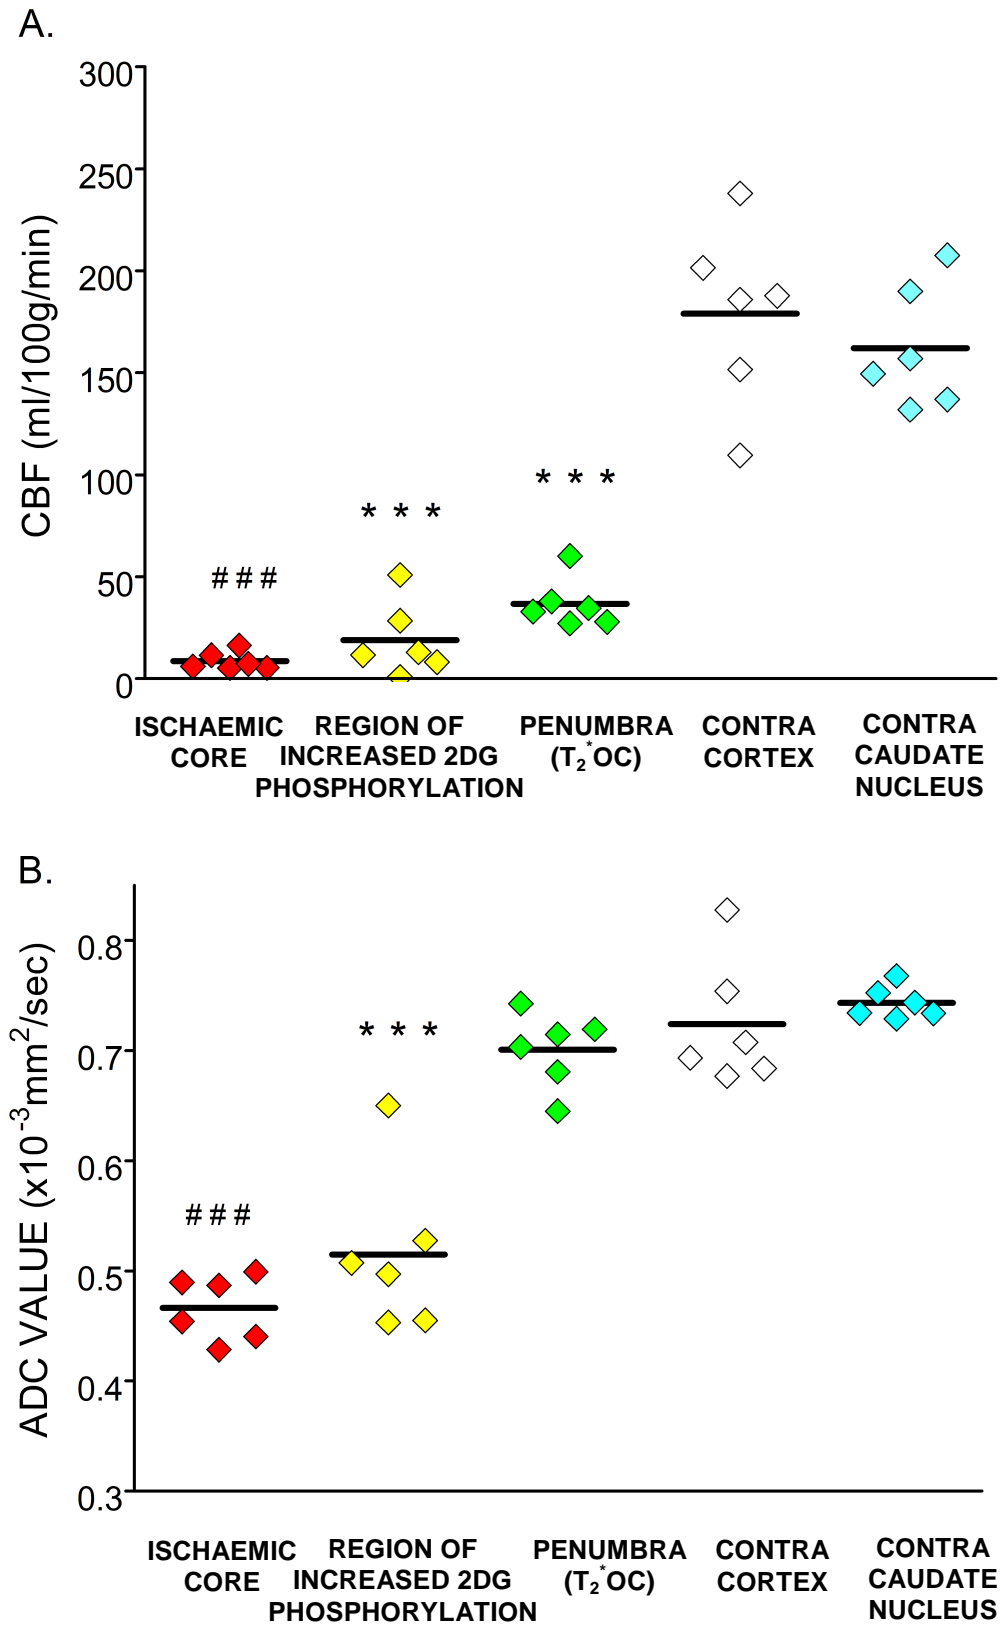 A.
300
250
200
150
100
50
0
CBF (ml/100g/min)
###
* * *
* * *
ISCHAEMIC
CORE
REGION OF
INCREASED 2DG
PHOSPHORYLATION
PENUMBRA
(T₂*OC)
CONTRA
CORTEX
CONTRA
CAUDATE
NUCLEUS
B.
0.8
0.7
0.6
0.5
0.4
0.3
ADC VALUE (x10⁻³mm²/sec)
###
* * *
ISCHAEMIC
CORE
REGION OF
INCREASED 2DG
PHOSPHORYLATION
PENUMBRA
(T₂*OC)
CONTRA
CORTEX
CONTRA
CAUDATE
NUCLEUS